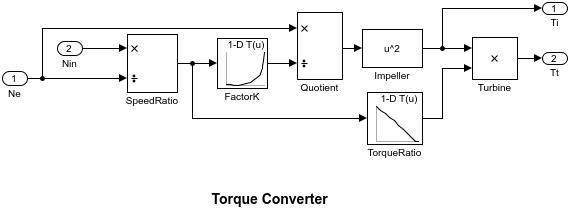 1
Ne
2
Nin
×
÷
SpeedRatio
1-D T(u)
FactorK
×
÷
Quotient
u^2
Impeller
1-D T(u)
TorqueRatio
×
Turbine
1
Ti
2
Tt
Torque Converter